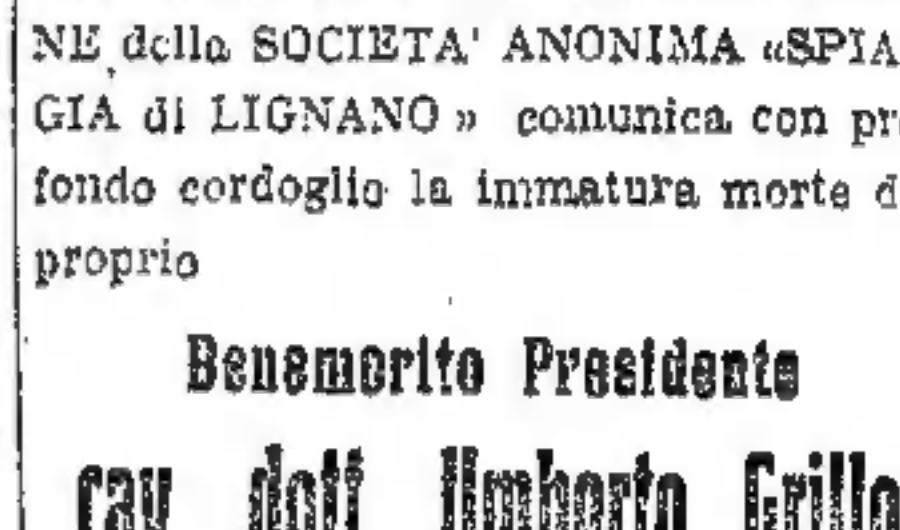 NE della SOCIETA' ANONIMA «SPIA
GIA di LIGNANO» comunica con pro
fondo cordoglio la immatura morte d
proprio
Benemerito Presidente
cav dott Umberto Grillo